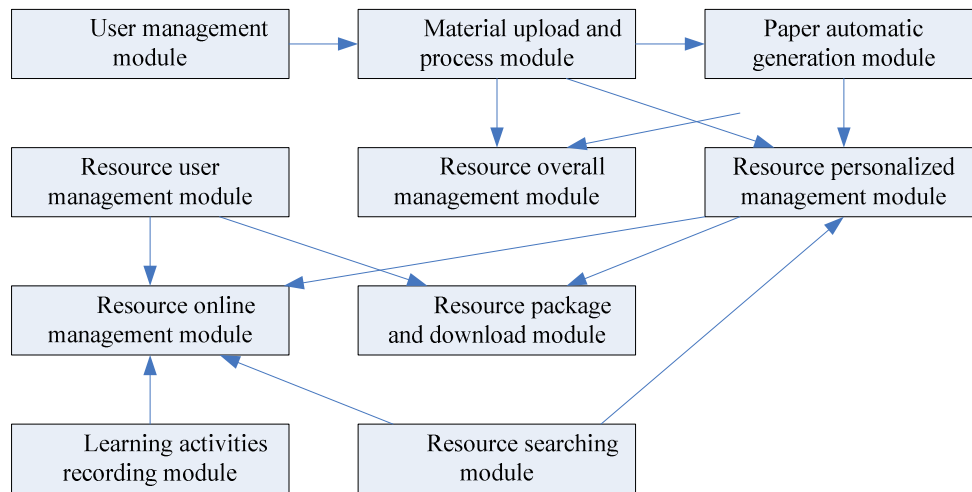 User management
module
Material upload and
process module
Paper automatic
generation module
Resource user
management module
Resource overall
management module
Resource personalized
management module
Resource online
management module
Resource package
and download module
Learning activities
recording module
Resource searching
module